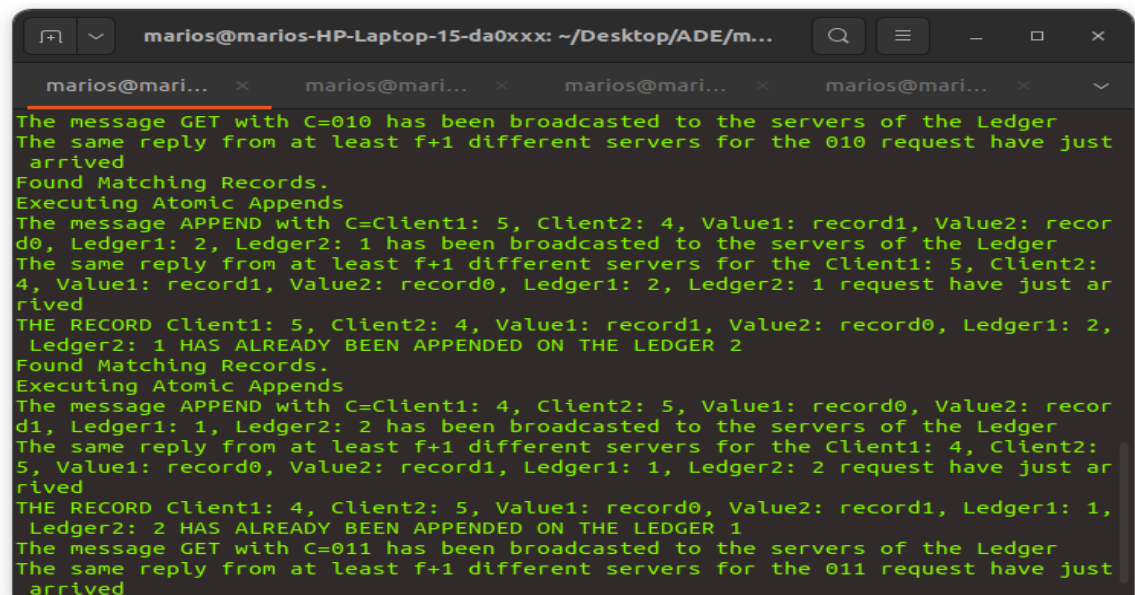 marios@marios-HP-Laptop-15-da0xxx: ~/Desktop/ADE/m...
marios@mari... marios@mari... marios@mari... marios@mari...
The message GET with C=010 has been broadcasted to the servers of the Ledger
The same reply from at least f+1 different servers for the 010 request have just
 arrived
Found Matching Records.
Executing Atomic Appends
The message APPEND with C=Client1: 5, Client2: 4, Value1: record1, Value2: recor
d0, Ledger1: 2, Ledger2: 1 has been broadcasted to the servers of the Ledger
The same reply from at least f+1 different servers for the Client1: 5, Client2:
4, Value1: record1, Value2: record0, Ledger1: 2, Ledger2: 1 request have just ar
rived
THE RECORD Client1: 5, Client2: 4, Value1: record1, Value2: record0, Ledger1: 2,
 Ledger2: 1 HAS ALREADY BEEN APPENDED ON THE LEDGER 2
Found Matching Records.
Executing Atomic Appends
The message APPEND with C=Client1: 4, Client2: 5, Value1: record0, Value2: recor
d1, Ledger1: 1, Ledger2: 2 has been broadcasted to the servers of the Ledger
The same reply from at least f+1 different servers for the Client1: 4, Client2:
5, Value1: record0, Value2: record1, Ledger1: 1, Ledger2: 2 request have just ar
rived
THE RECORD Client1: 4, Client2: 5, Value1: record0, Value2: record1, Ledger1: 1,
 Ledger2: 2 HAS ALREADY BEEN APPENDED ON THE LEDGER 1
The message GET with C=011 has been broadcasted to the servers of the Ledger
The same reply from at least f+1 different servers for the 011 request have just
 arrived